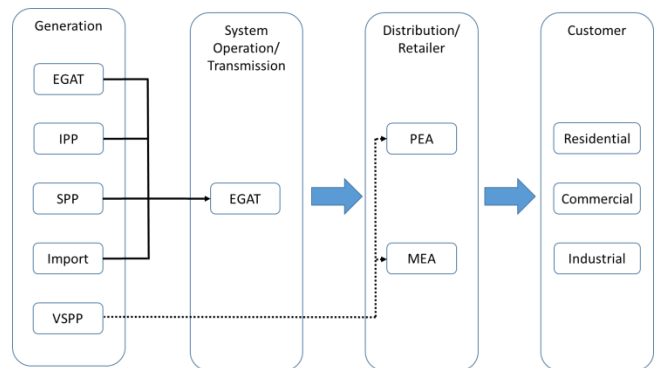 Generation
EGAT
IPP
SPP
Import
VSPP
System
Operation/
Transmission
EGAT
Distribution/
Retailer
PEA
MEA
Customer
Residential
Commercial
Industrial